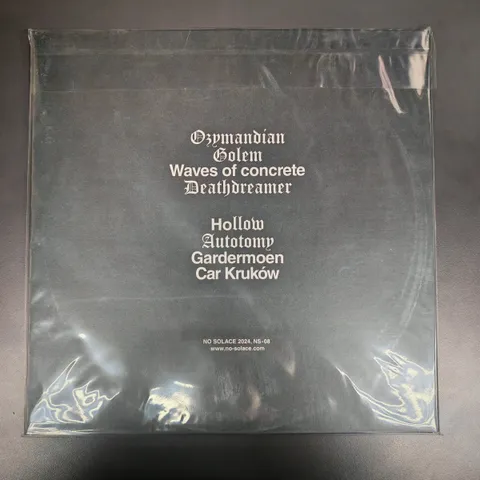 Ozymandian
Golem
Waves of concrete
Deathdreamer
Hollow
Autotomy
Gardermoen
Car Kruków
NO SOLACE 2024, NS-08
www.no-solace.com